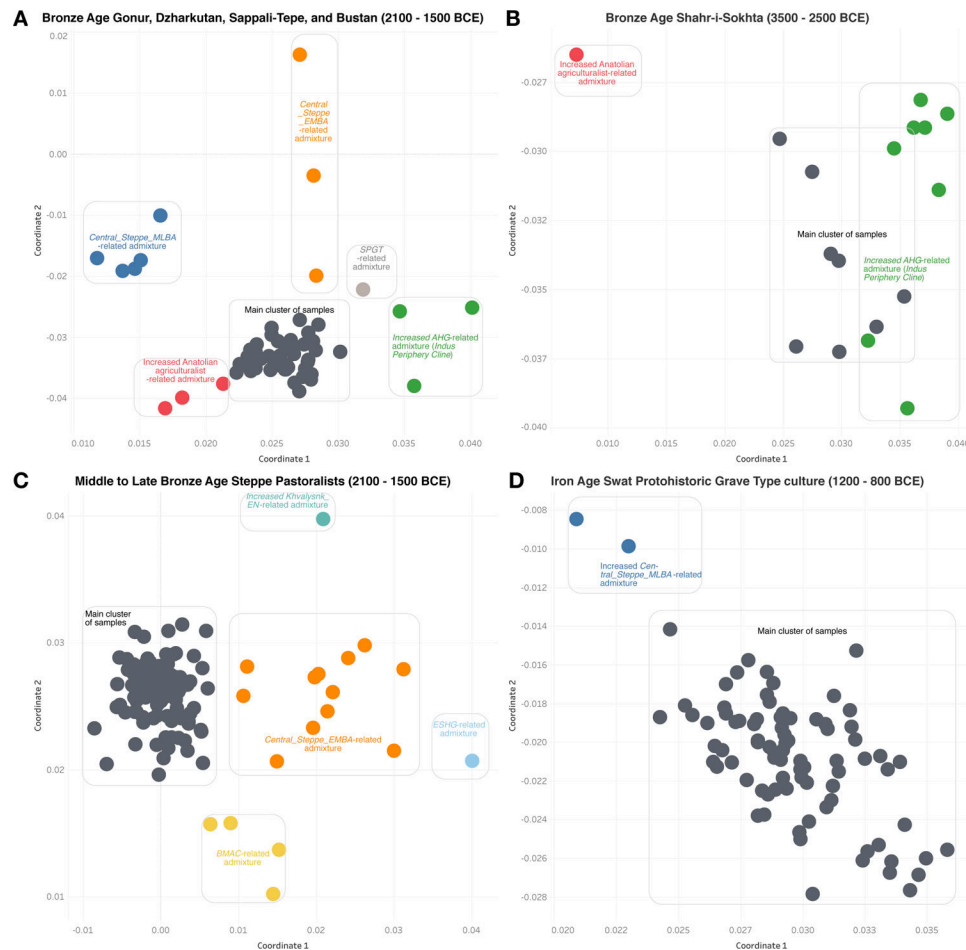 A
Bronze Age Gonur, Dzharkutan, Sappali-Tepe, and Bustan (2100 - 1500 BCE)
0.02
0.01
0.00
-0.01
-0.02
-0.03
-0.04
Coordinate 2
Central
_Steppe
_EMBA
-related
admixture
Central_Steppe_MLBA
-related admixture
SPGT
-related
admixture
Main cluster of samples
Increased AHG-related
admixture (Indus
Periphery Cline)
Increased Anatolian
agriculturalist
-related admixture
0.010
0.015
0.020
0.025
0.030
0.035
0.040
Coordinate 1
B
Bronze Age Shahr-i-Sokhta (3500 - 2500 BCE)
-0.027
-0.030
-0.032
-0.035
-0.037
-0.040
Coordinate 2
Increased Anatolian
agriculturalist-related
admixture
Main cluster of samples
Increased AHG-related
admixture (Indus
Periphery Cline)
0.010
0.015
0.020
0.025
0.030
0.035
0.040
Coordinate 1
C
Middle to Late Bronze Age Steppe Pastoralists (2100 - 1500 BCE)
0.04
0.03
0.02
0.01
Coordinate 2
Increased Khvalysnk_
EN-related admixture
Main cluster
of samples
Central_Steppe_EMBA-related
admixture
ESHG-related
admixture
BMAC-related
admixture
-0.01
0.00
0.01
0.02
0.03
0.04
Coordinate 1
D
Iron Age Swat Protohistoric Grave Type culture (1200 - 800 BCE)
-0.008
-0.010
-0.012
-0.014
-0.016
-0.018
-0.020
-0.022
-0.024
-0.026
-0.028
Coordinate 2
Increased Cen-
tral_Steppe_MLBA-related
admixture
Main cluster of samples
0.020
0.022
0.025
0.027
0.030
0.033
0.035
Coordinate 1